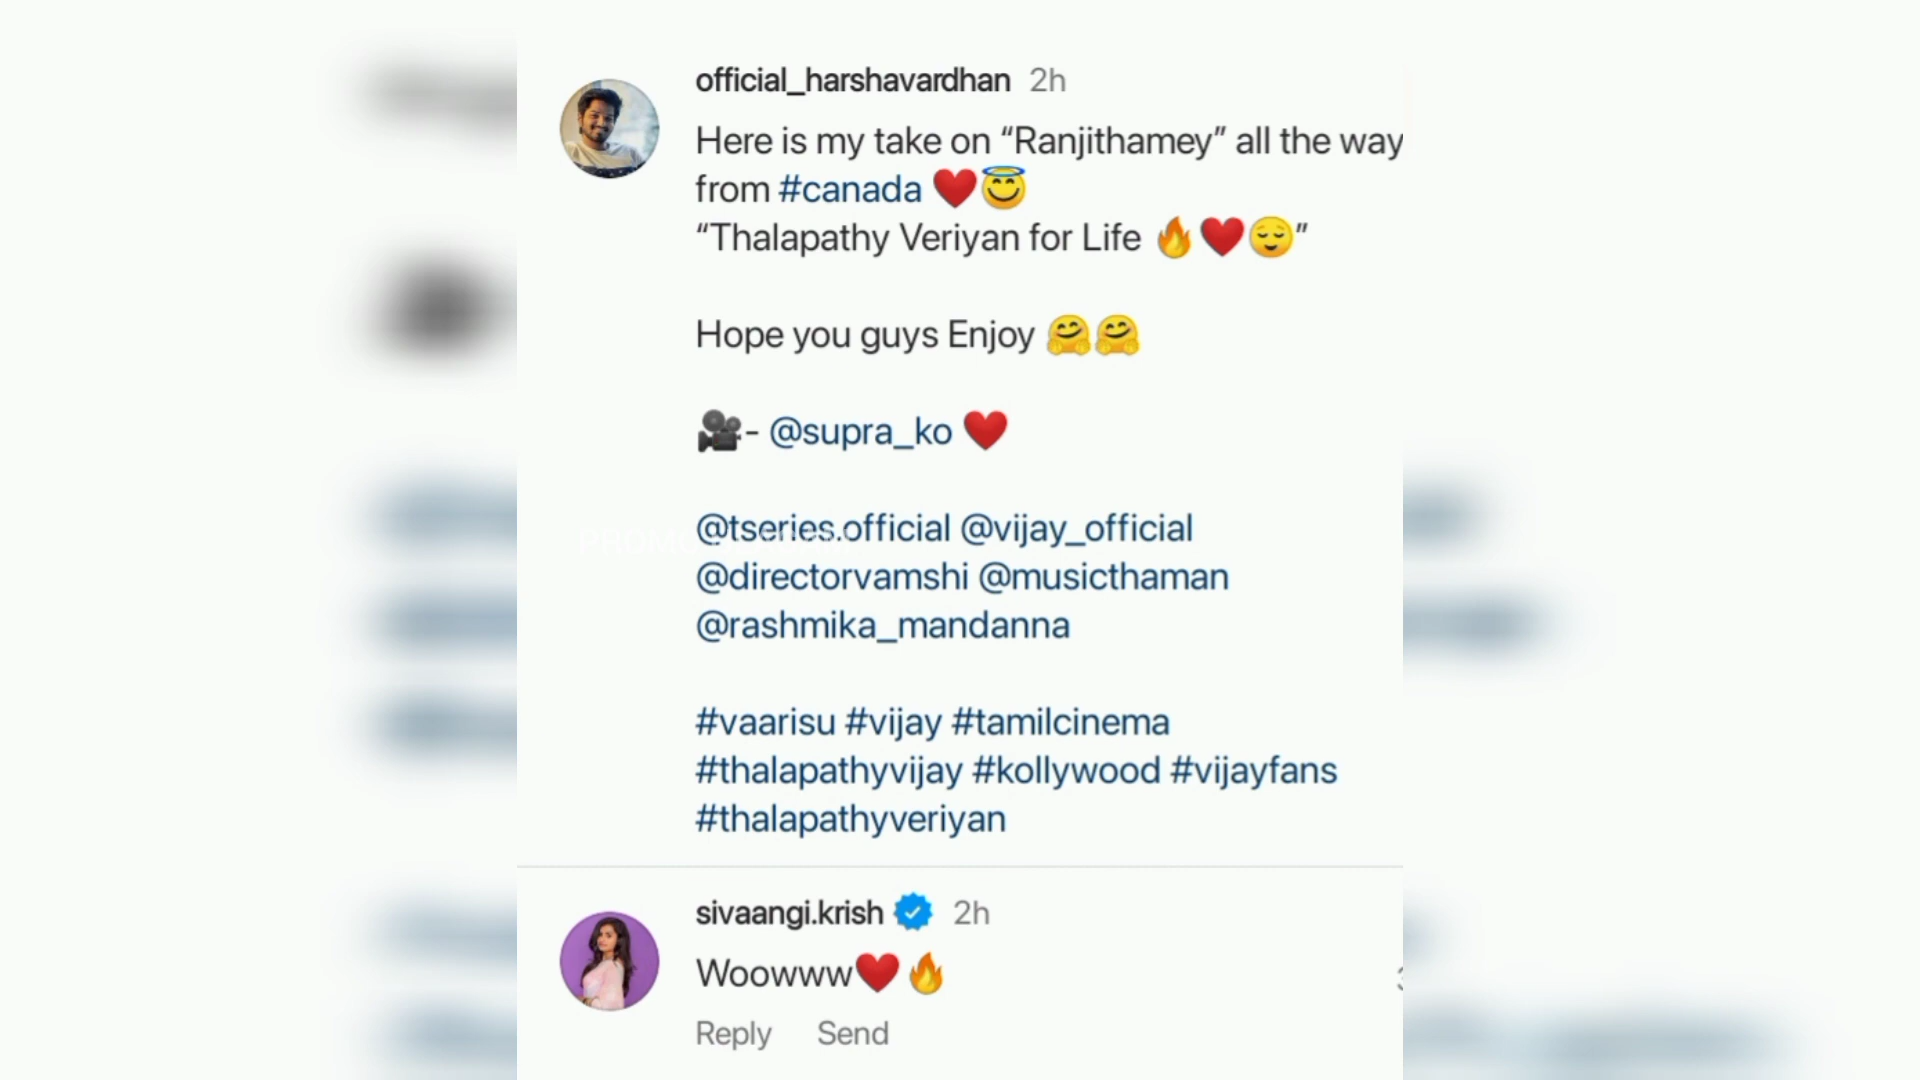 official_harshavardhan 2h
Here is my take on “Ranjithamey” all the way
from #canada ❤️😇
“Thalapathy Veriyan for Life 🔥❤️😌”
Hope you guys Enjoy 🤗🤗
🎥- @supra_ko ❤️
@tseries.official @vijay_official
@directorvamshi @musicthaman
@rashmika_mandanna
#vaarisu #vijay #tamilcinema
#thalapathyvijay #kollywood #vijayfans
#thalapathyveriyan
sivaangi.krish 2h
Woowww❤️🔥
Reply Send